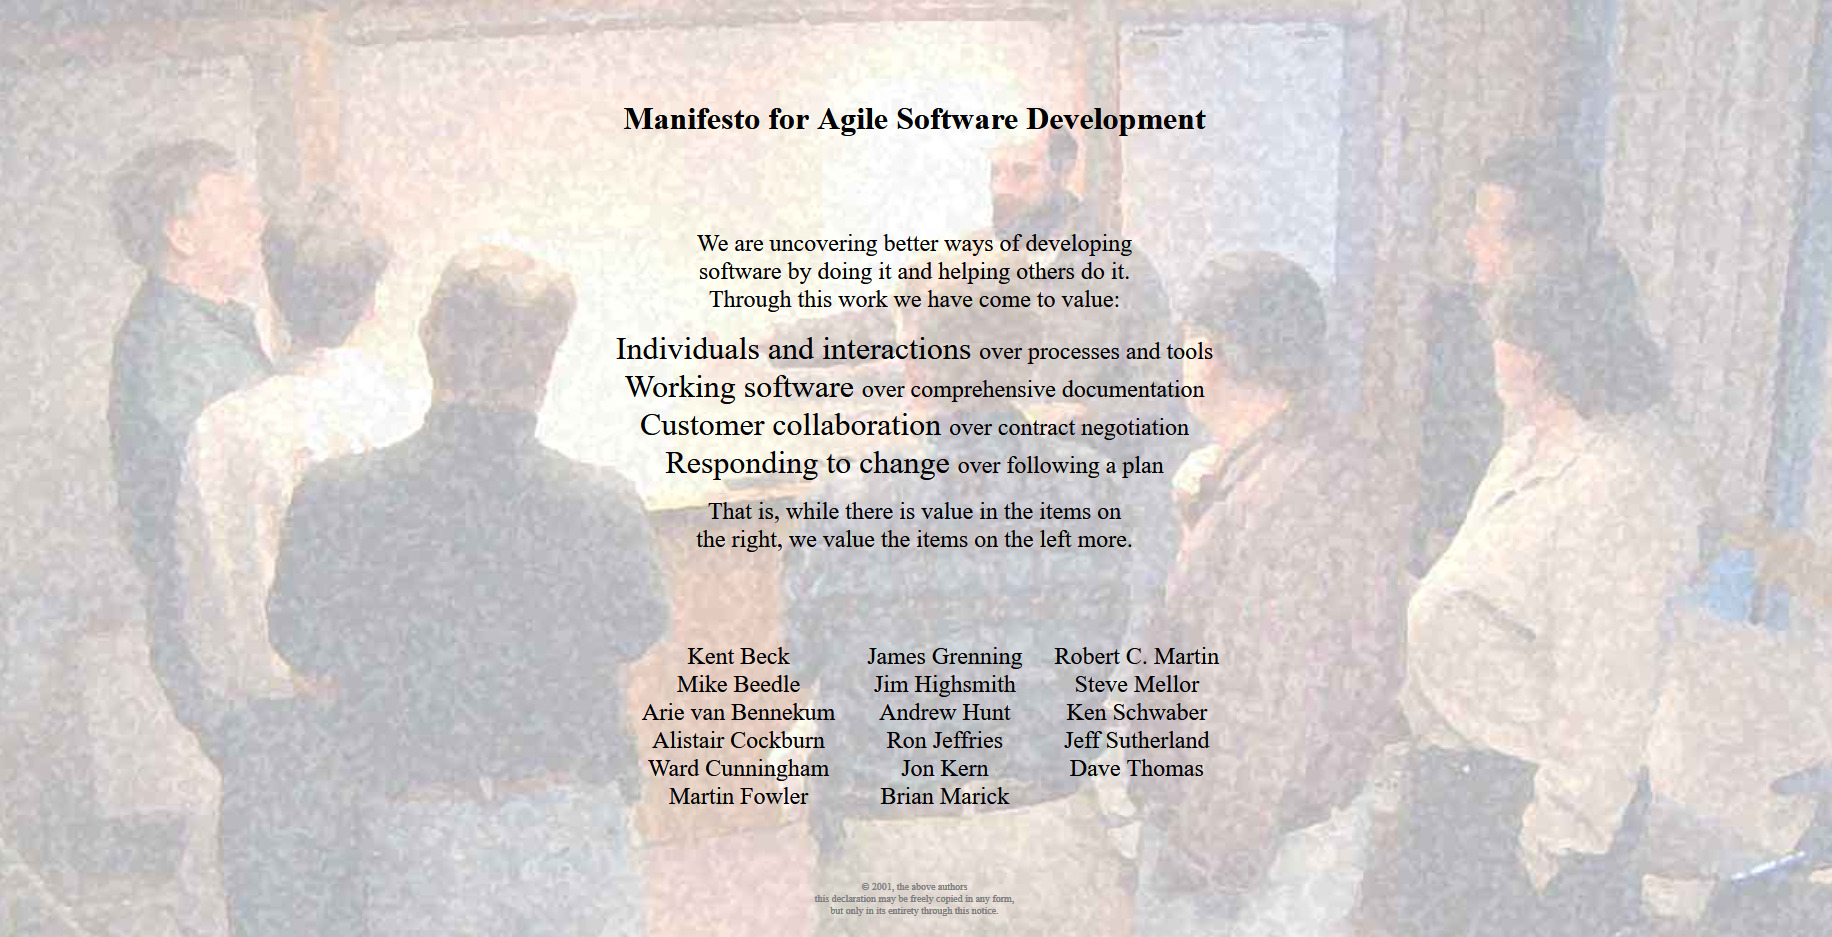 Manifesto for Agile Software Development
We are uncovering better ways of developing
software by doing it and helping others do it.
Through this work we have come to value:
Individuals and interactions over processes and tools
Working software over comprehensive documentation
Customer collaboration over contract negotiation
Responding to change over following a plan
That is, while there is value in the items on
the right, we value the items on the left more.
Kent Beck
Mike Beedle
Arie van Bennekum
Alistair Cockburn
Ward Cunningham
Martin Fowler
James Grenning
Jim Highsmith
Andrew Hunt
Ron Jeffries
Jon Kern
Brian Marick
Robert C. Martin
Steve Mellor
Ken Schwaber
Jeff Sutherland
Dave Thomas
© 2001, the above authors
this declaration may be freely copied in any form,
but only in its entirety through this notice.